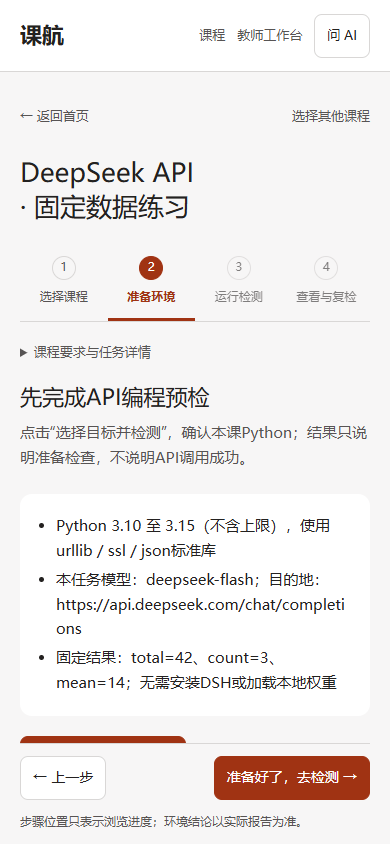 课航
课程 教师工作台 问 AI
← 返回首页 选择其他课程
DeepSeek API
· 固定数据练习
1 2 3 4
选择课程 准备环境 运行检测 查看与复检
▶ 课程要求与任务详情
先完成API编程预检
点击“选择目标并检测”，确认本课Python；结果只说
明准备检查，不说明API调用成功。
• Python 3.10 至 3.15（不含上限），使用
urllib / ssl / json标准库
• 本任务模型：deepseek-flash；目的地：
https://api.deepseek.com/chat/completi
ons
• 固定结果：total=42、count=3、
mean=14；无需安装DSH或加载本地权重
← 上一步 准备好了，去检测 →
步骤位置只表示浏览进度；环境结论以实际报告为准。